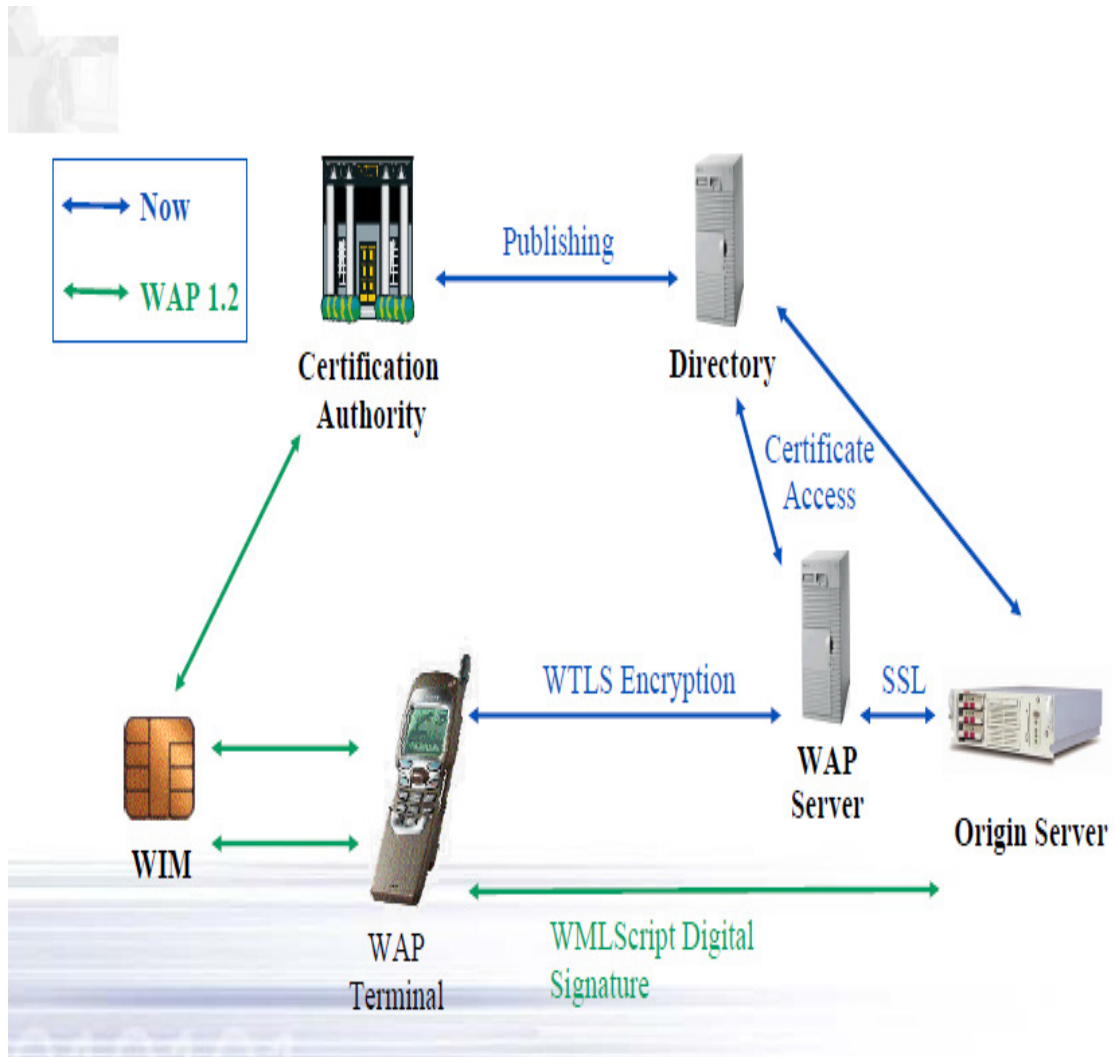 Now
WAP 1.2
Publishing
Certification
Authority
Directory
Certificate
Access
WTLS Encryption
SSL
WIM
WAP
Server
Origin Server
WAP
Terminal
WMLScript Digital
Signature